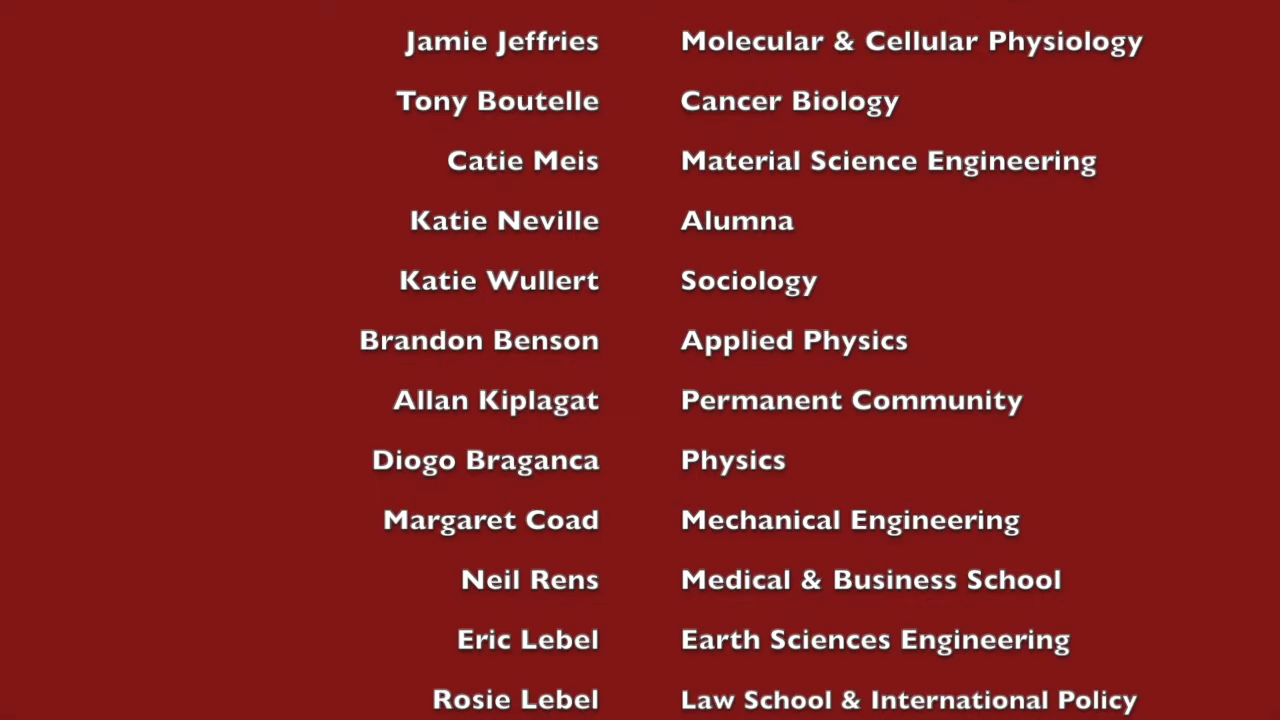 Jamie Jeffries Molecular & Cellular Physiology
Tony Boutelle Cancer Biology
Catie Meis Material Science Engineering
Katie Neville Alumna
Katie Wullert Sociology
Brandon Benson Applied Physics
Allan Kiplagat Permanent Community
Diogo Braganca Physics
Margaret Coad Mechanical Engineering
Neil Rens Medical & Business School
Eric Lebel Earth Sciences Engineering
Rosie Lebel Law School & International Policy